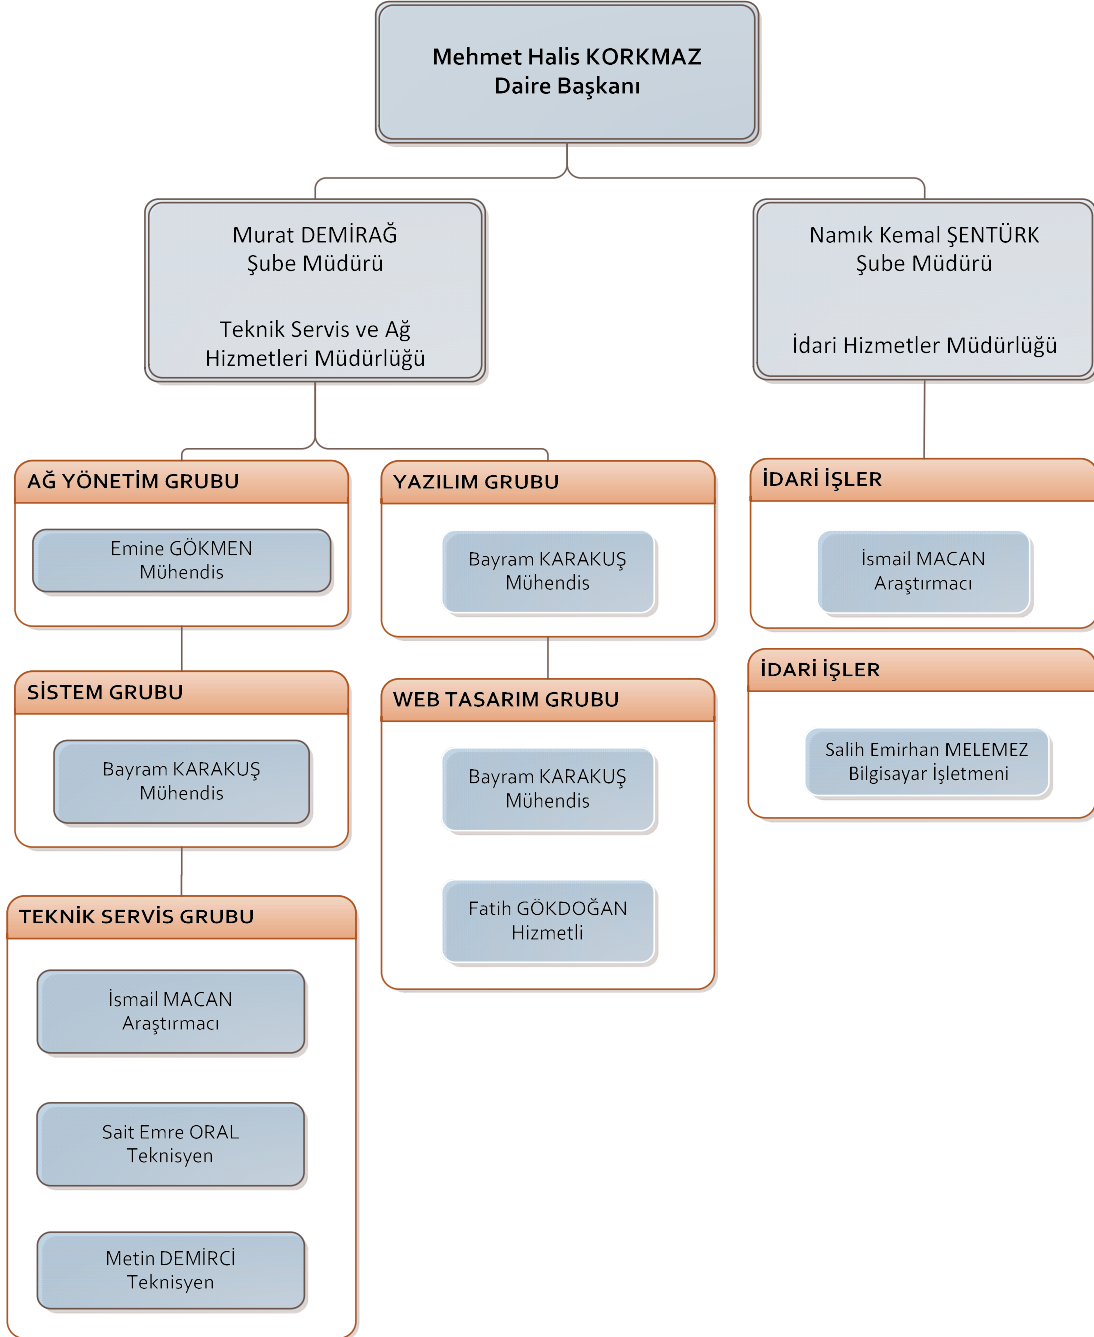 Mehmet Halis KORKMAZ
Daire Başkanı
Murat DEMİRAĞ
Şube Müdürü
Teknik Servis ve Ağ
Hizmetleri Müdürlüğü
Namık Kemal ŞENTÜRK
Şube Müdürü
İdari Hizmetler Müdürlüğü
AĞ YÖNETİM GRUBU
Emine GÖKMEN
Mühendis
SİSTEM GRUBU
Bayram KARAKUŞ
Mühendis
TEKNİK SERVİS GRUBU
İsmail MACAN
Araştırmacı
Sait Emre ORAL
Teknisyen
Metin DEMİRCİ
Teknisyen
YAZILIM GRUBU
Bayram KARAKUŞ
Mühendis
WEB TASARIM GRUBU
Bayram KARAKUŞ
Mühendis
Fatih GÖKDOĞAN
Hizmetli
İDARİ İŞLER
İsmail MACAN
Araştırmacı
İDARİ İŞLER
Salih Emirhan MELEMEZ
Bilgisayar İşletmeni